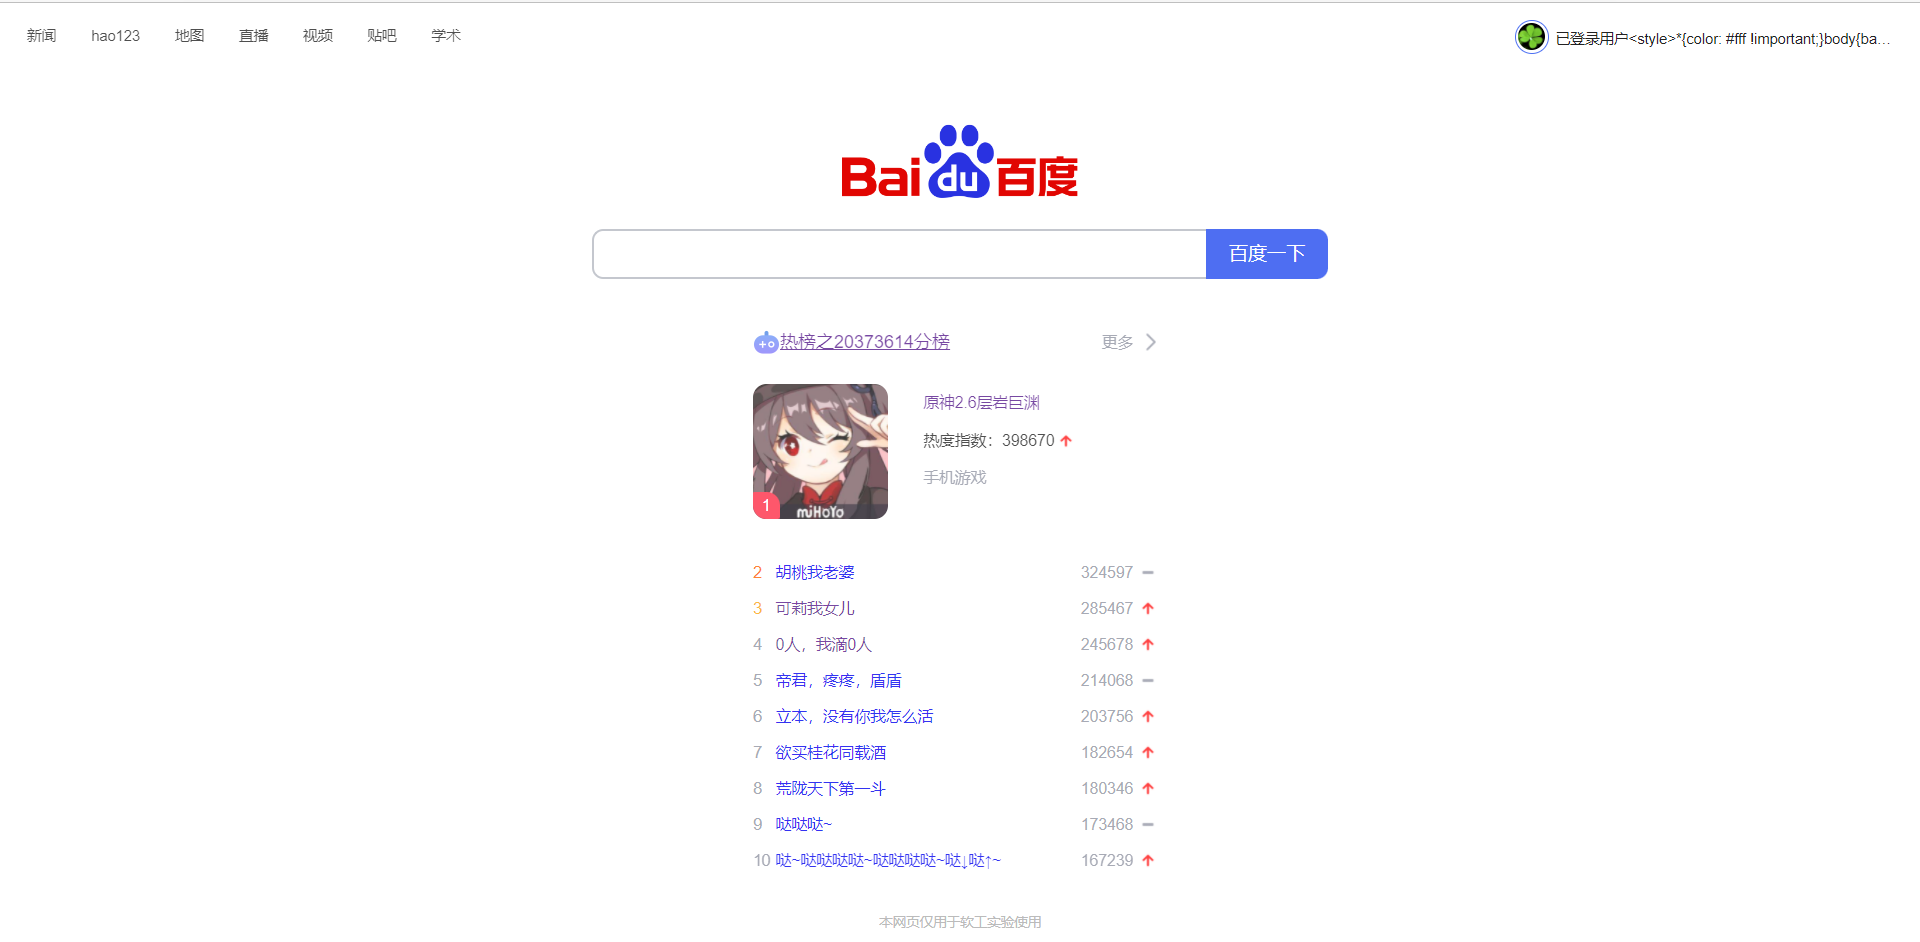 新闻 hao123 地图 直播 视频 贴吧 学术
已登录用户<style>*{color: #fff !important;}body{ba...
Bai du 百度
百度一下
热榜之20373614分榜 更多
原神2.6层岩巨渊
热度指数：398670
手机游戏
1
miHoYo
2 胡桃我老婆 324597
3 可莉我女儿 285467
4 0人，我滴0人 245678
5 帝君，疼疼，盾盾 214068
6 立本，没有你我怎么活 203756
7 欲买桂花同载酒 182654
8 荒陇天下第一斗 180346
9 哒哒哒~ 173468
10 哒~哒哒哒哒~哒哒哒哒~哒↓哒↑~ 167239
本网页仅用于软工实验使用